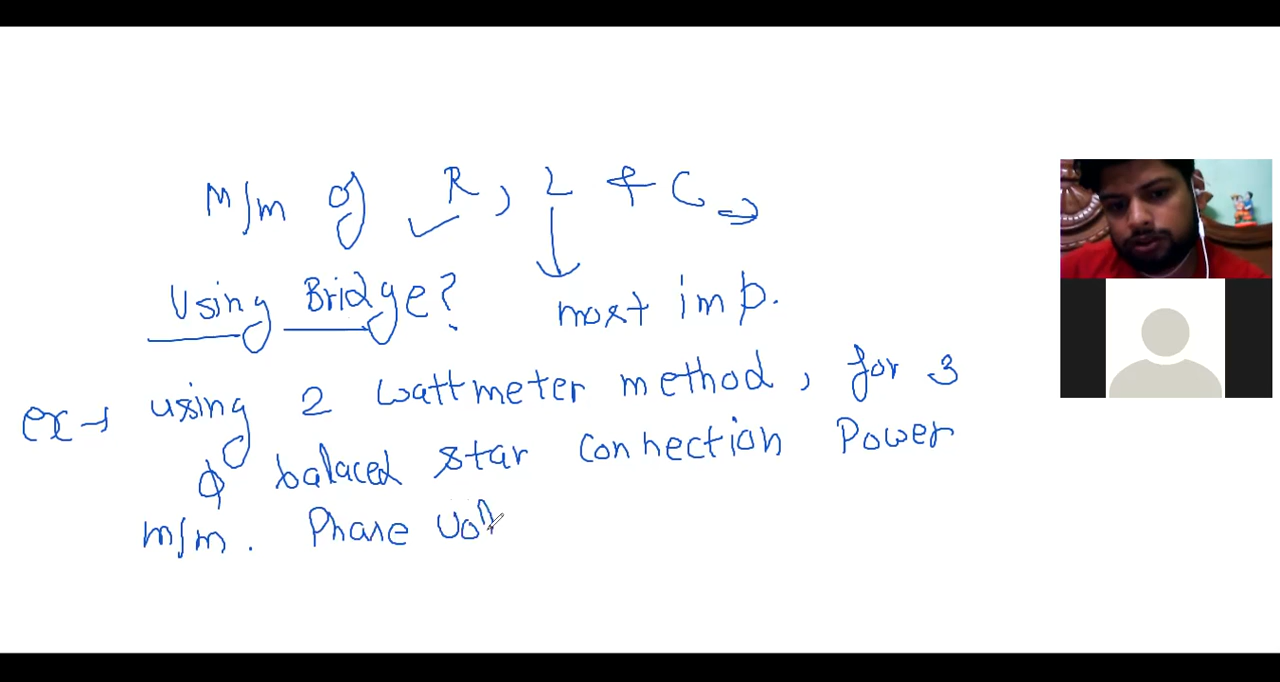 M/m of R, L & C →
Using Bridge? most imp.
ex → using 2 wattmeter method, for 3
ϕ balaced star connection Power
m/m. Phase Vol